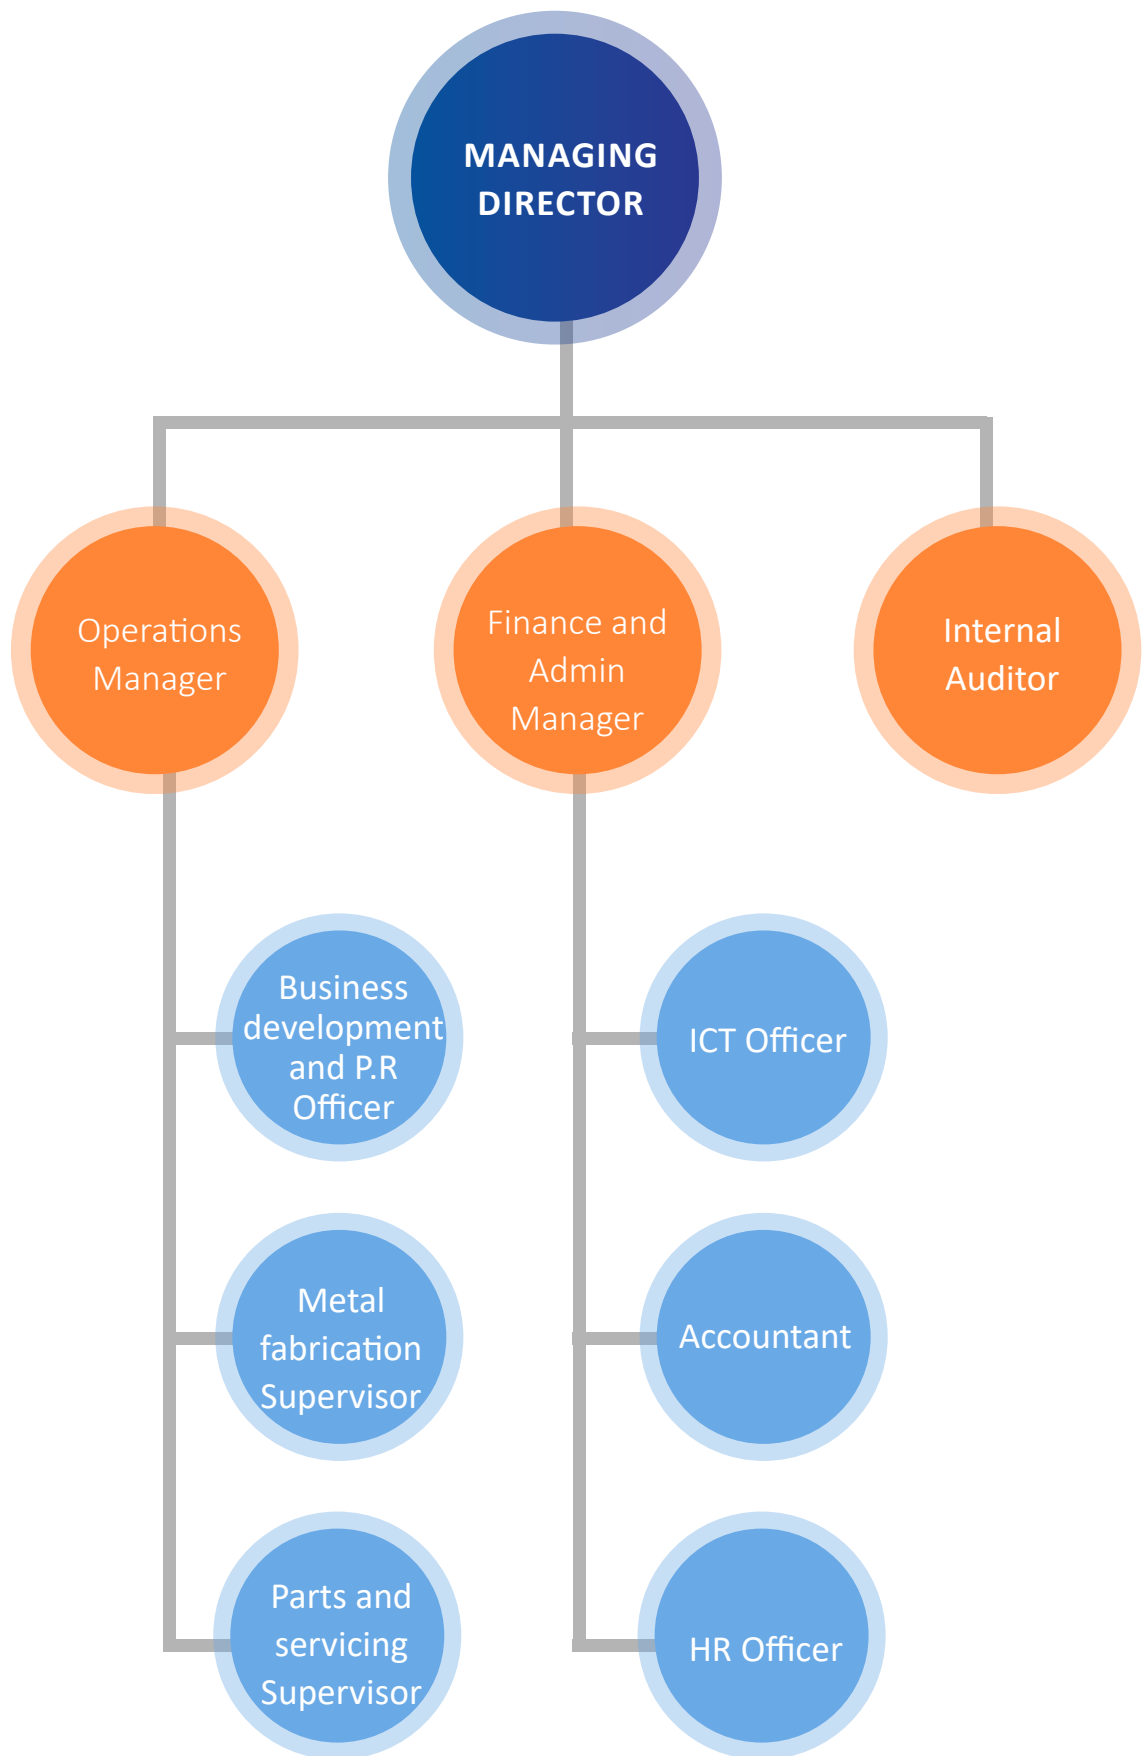 MANAGING
DIRECTOR
Operations
Manager
Finance and
Admin
Manager
Internal
Auditor
Business
development
and P.R
Officer
ICT Officer
Metal
fabrication
Supervisor
Accountant
Parts and
servicing
Supervisor
HR Officer